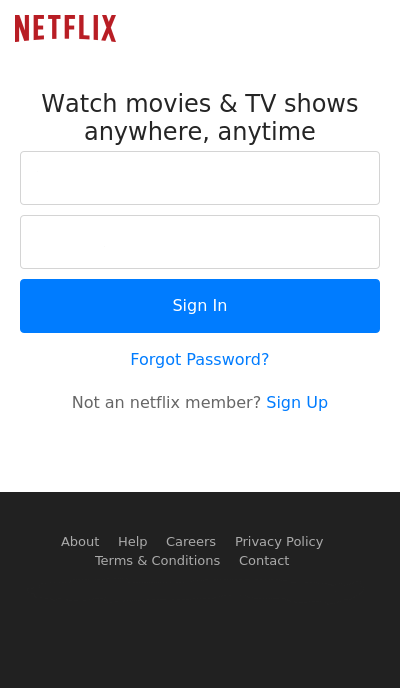 NETFLIX
Watch movies & TV shows
anywhere, anytime
Sign In
Forgot Password?
Not an netflix member? Sign Up
About Help Careers Privacy Policy
Terms & Conditions Contact